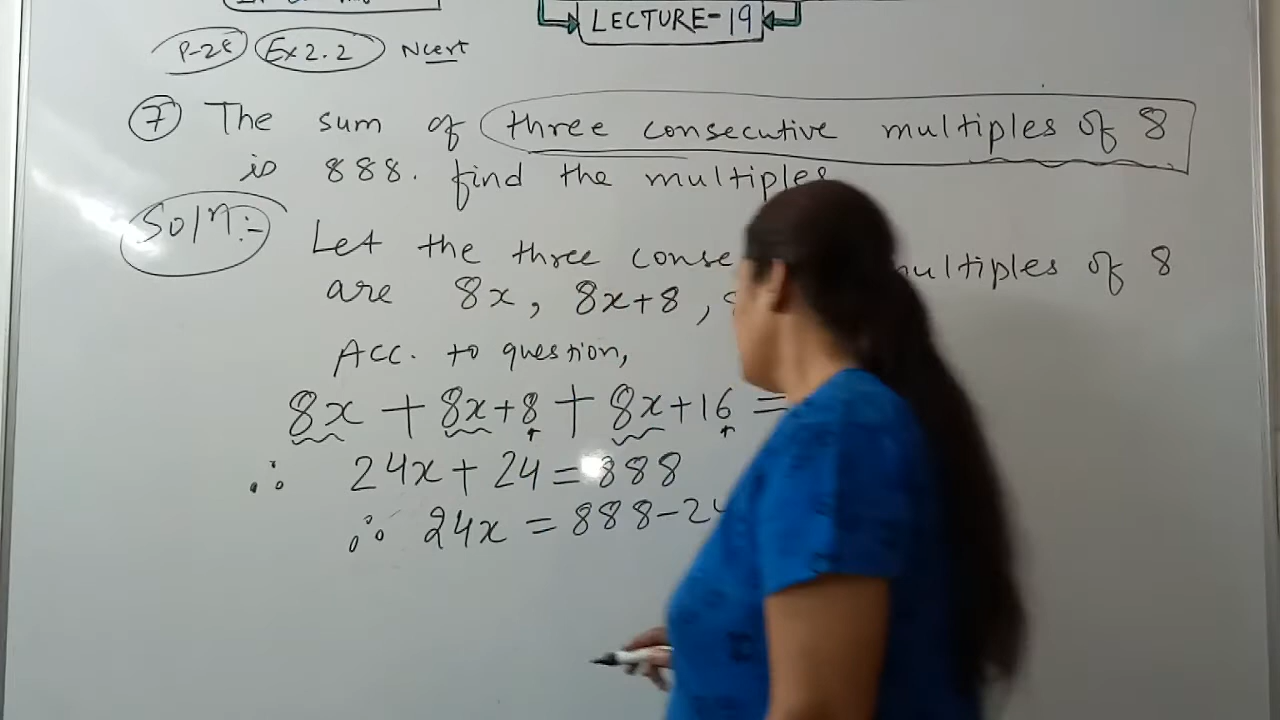 LECTURE-19
Ex 2.2 Ncert
7 The sum of three consecutive multiples of 8
is 888. find the multiples
Soln:-
Let the three multiples of 8
are 8x, 8x+8,
Acc. to question,
8x + 8x+8 + 8x+16 =
∴ 24x + 24 = 888
∴ 24x = 888-24